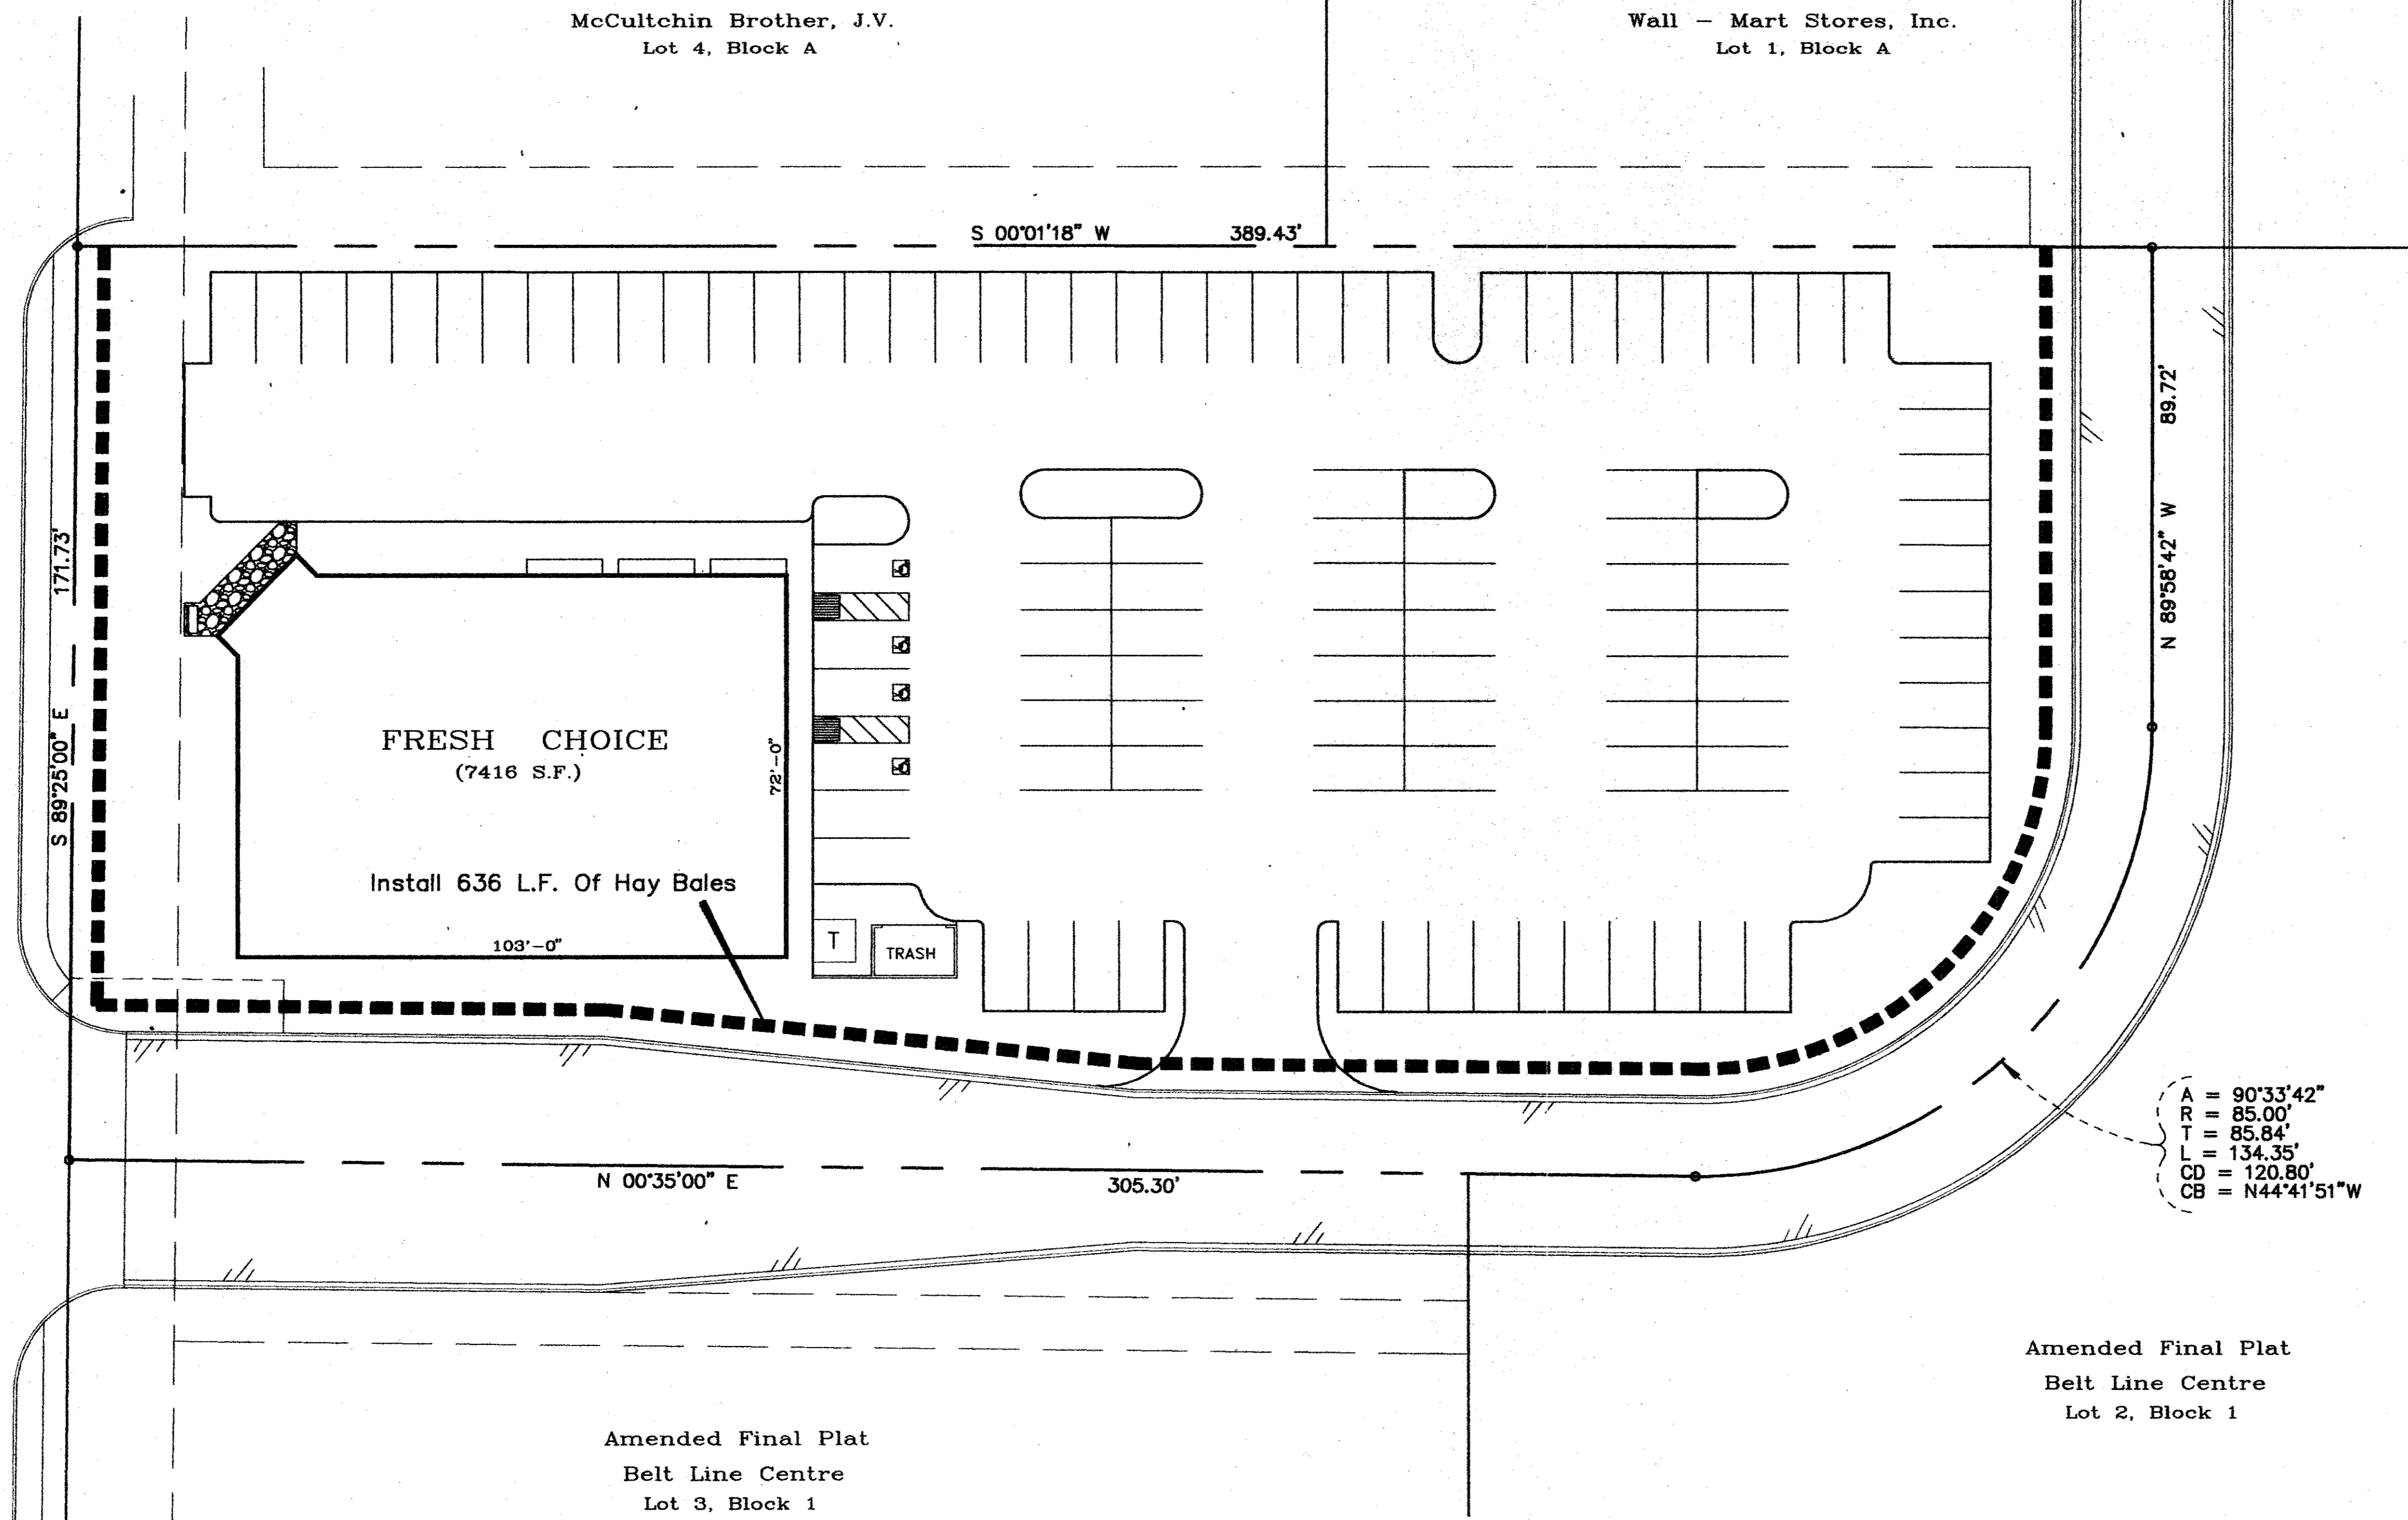 McCultchin Brother, J.V.
Lot 4, Block A
Wall - Mart Stores, Inc.
Lot 1, Block A
S 00°01'18" W 389.43'
S 89°25'00" E 171.73'
N 89°58'42" W 89.72'
FRESH CHOICE
(7416 S.F.)
72'-0"
Install 636 L.F. Of Hay Bales
103'-0"
T
TRASH
A = 90°33'42"
R = 85.00'
T = 85.84'
L = 134.35'
CD = 120.80'
CB = N44°41'51"W
N 00°35'00" E 305.30'
Amended Final Plat
Belt Line Centre
Lot 2, Block 1
Amended Final Plat
Belt Line Centre
Lot 3, Block 1